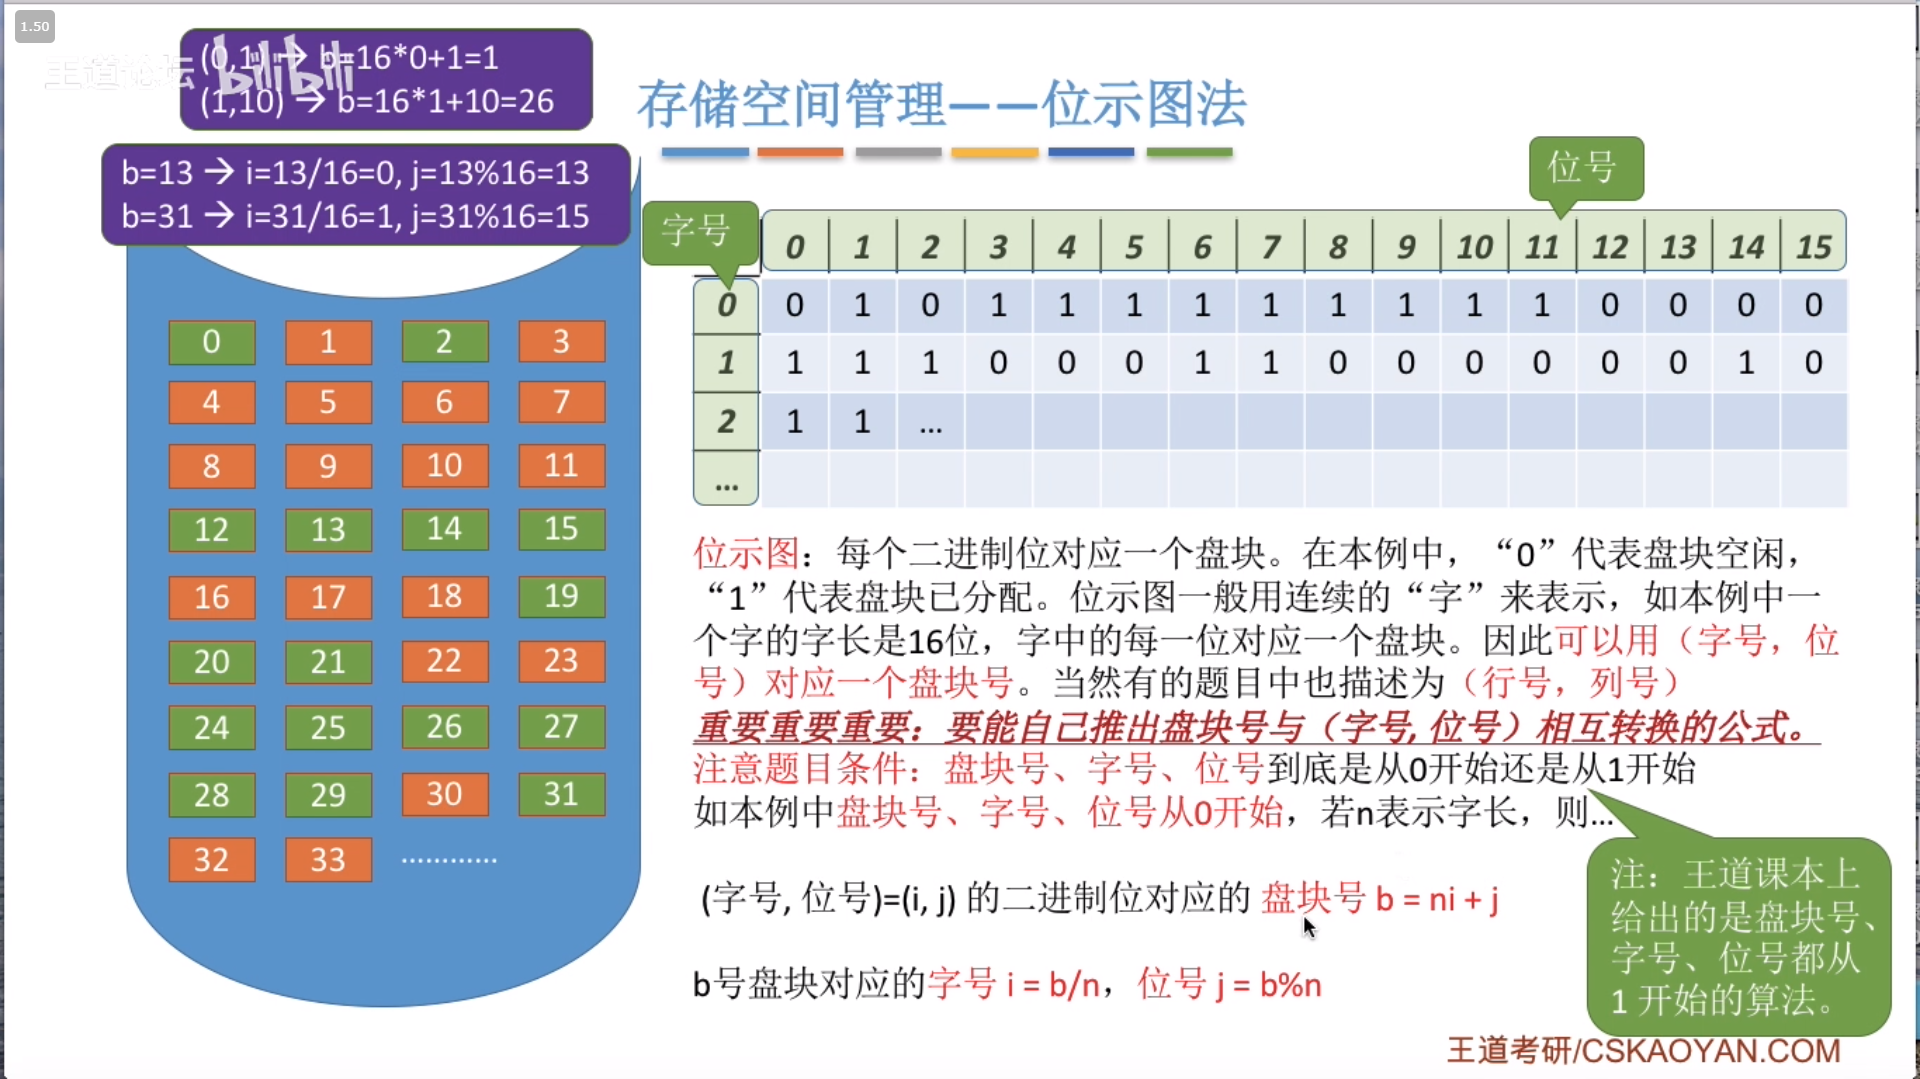 1.50
王道论坛 bilibili
(0,1) → b=16*0+1=1
(1,10) → b=16*1+10=26
b=13 → i=13/16=0, j=13%16=13
b=31 → i=31/16=1, j=31%16=15
存储空间管理——位示图法
字号
位号
0 1 2 3 4 5 6 7 8 9 10 11 12 13 14 15
0 0 1 0 1 1 1 1 1 1 1 1 1 0 0 0 0
1 1 1 1 0 0 0 1 1 0 0 0 0 0 0 1 0
2 1 1 ...
...
0 1 2 3
4 5 6 7
8 9 10 11
12 13 14 15
16 17 18 19
20 21 22 23
24 25 26 27
28 29 30 31
32 33 …………
位示图：每个二进制位对应一个盘块。在本例中，“0”代表盘块空闲，
“1”代表盘块已分配。位示图一般用连续的“字”来表示，如本例中一
个字的字长是16位，字中的每一位对应一个盘块。因此可以用（字号，位
号）对应一个盘块号。当然有的题目中也描述为（行号，列号）
重要重要重要：要能自己推出盘块号与（字号, 位号）相互转换的公式。
注意题目条件：盘块号、字号、位号到底是从0开始还是从1开始
如本例中盘块号、字号、位号从0开始，若n表示字长，则...
(字号, 位号)=(i, j) 的二进制位对应的 盘块号 b = ni + j
b号盘块对应的字号 i = b/n，位号 j = b%n
注：王道课本上
给出的是盘块号、
字号、位号都从
1 开始的算法。
王道考研/CSKAOYAN.COM